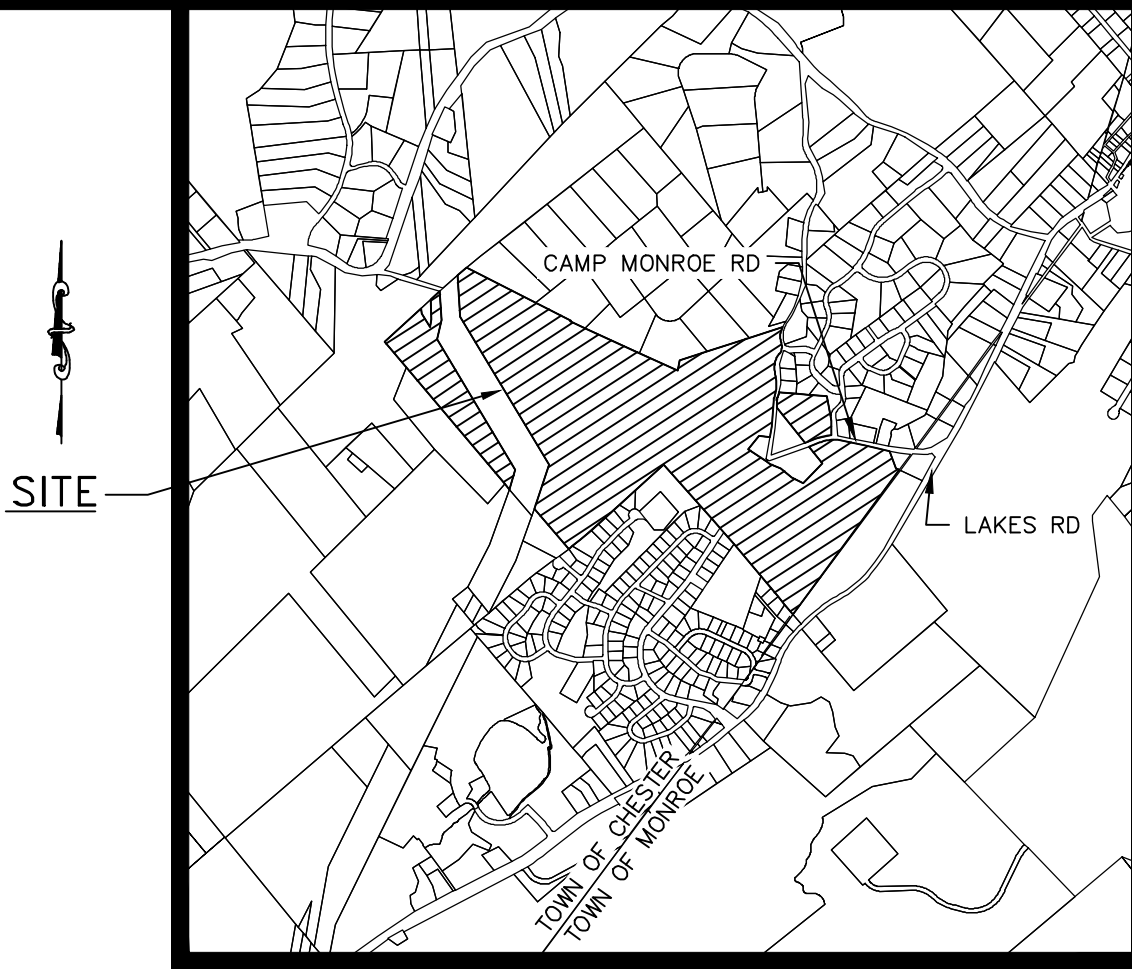 CAMP MONROE RD
SITE
LAKES RD
TOWN OF CHESTER
TOWN OF MONROE